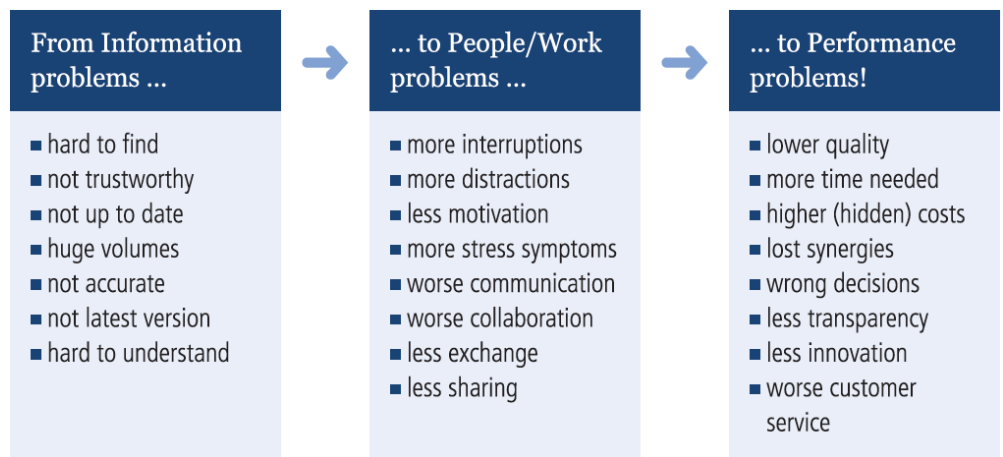 From Information
problems ...
■ hard to find
■ not trustworthy
■ not up to date
■ huge volumes
■ not accurate
■ not latest version
■ hard to understand
... to People/Work
problems ...
■ more interruptions
■ more distractions
■ less motivation
■ more stress symptoms
■ worse communication
■ worse collaboration
■ less exchange
■ less sharing
... to Performance
problems!
■ lower quality
■ more time needed
■ higher (hidden) costs
■ lost synergies
■ wrong decisions
■ less transparency
■ less innovation
■ worse customer
service